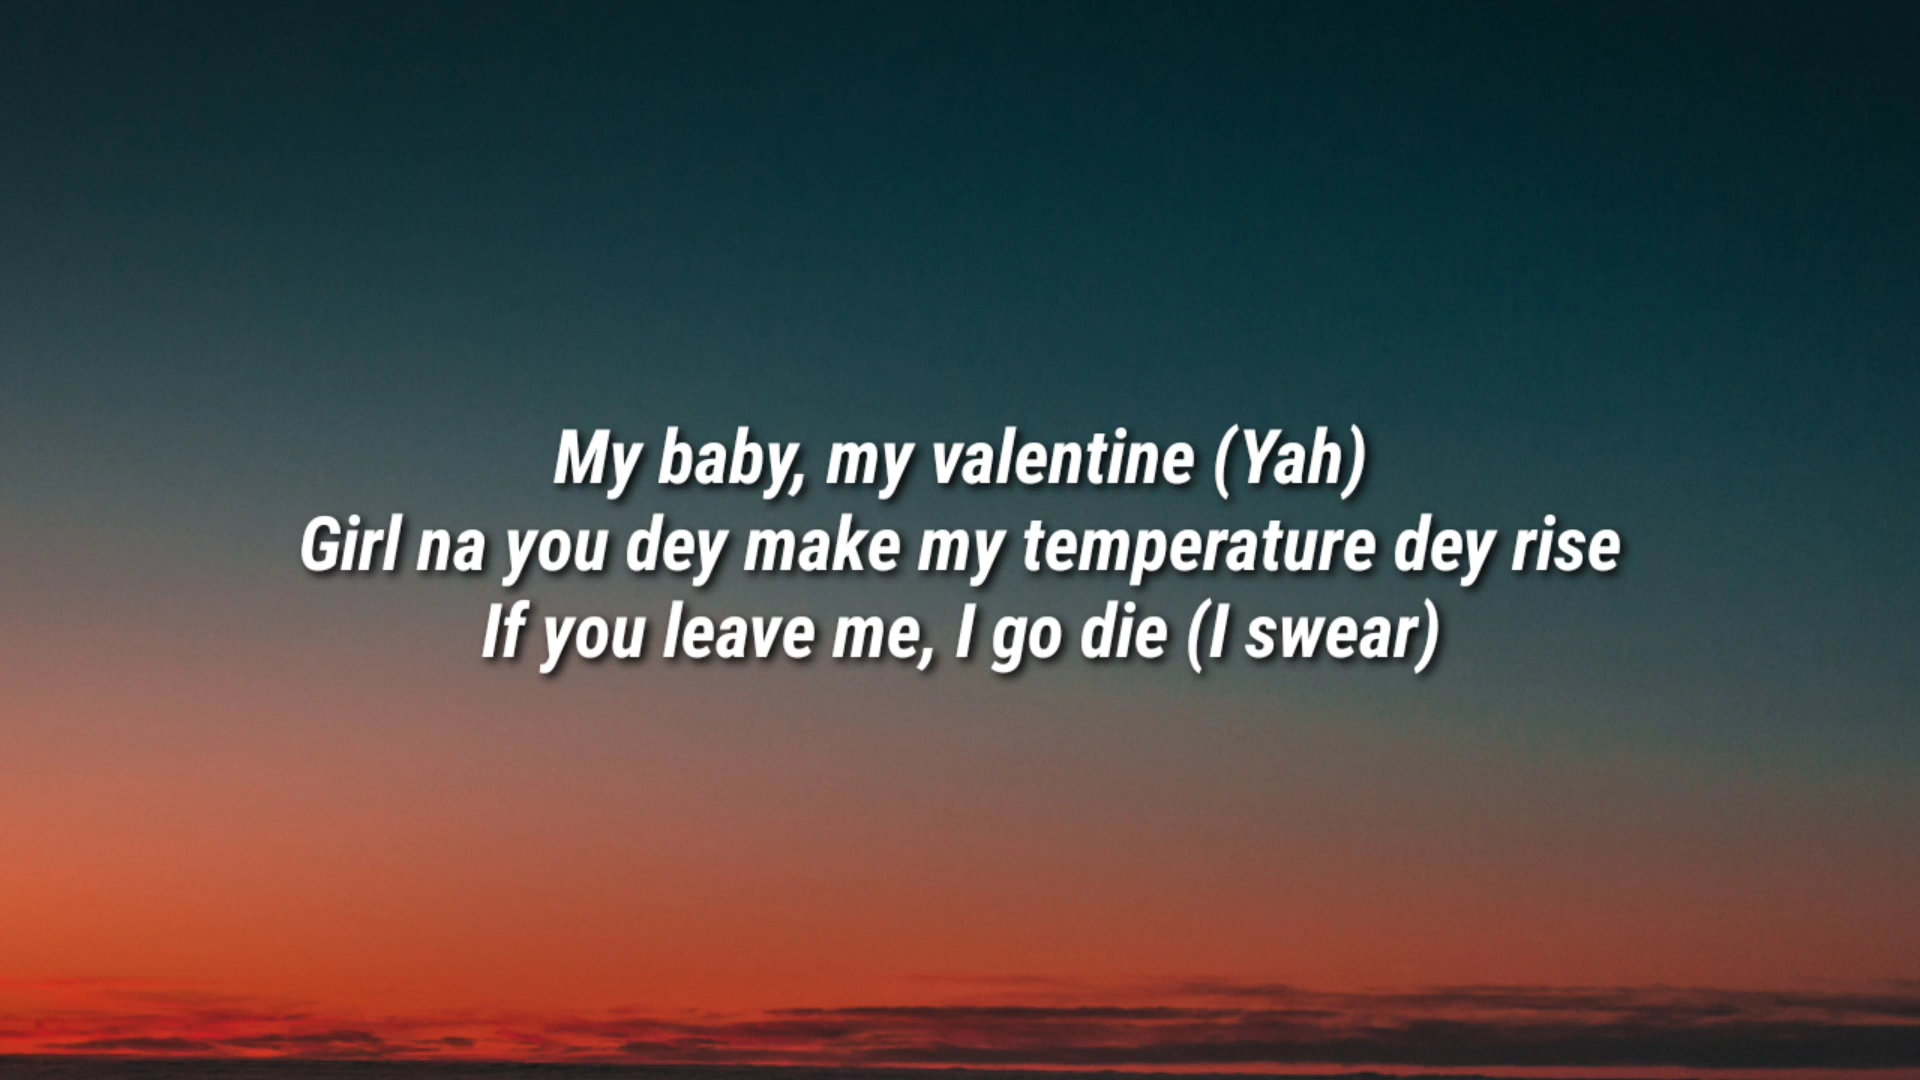 My baby, my valentine (Yah)
Girl na you dey make my temperature dey rise
If you leave me, I go die (I swear)